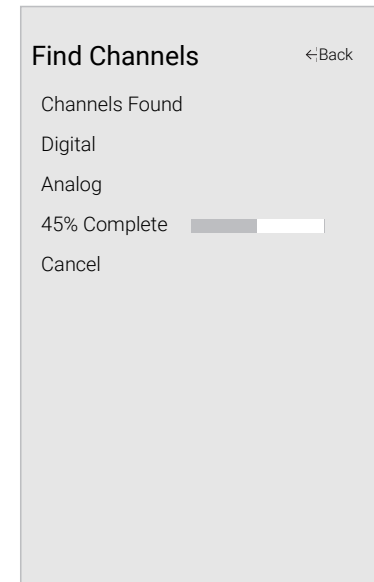 Find Channels ←Back
Channels Found
Digital
Analog
45% Complete
Cancel